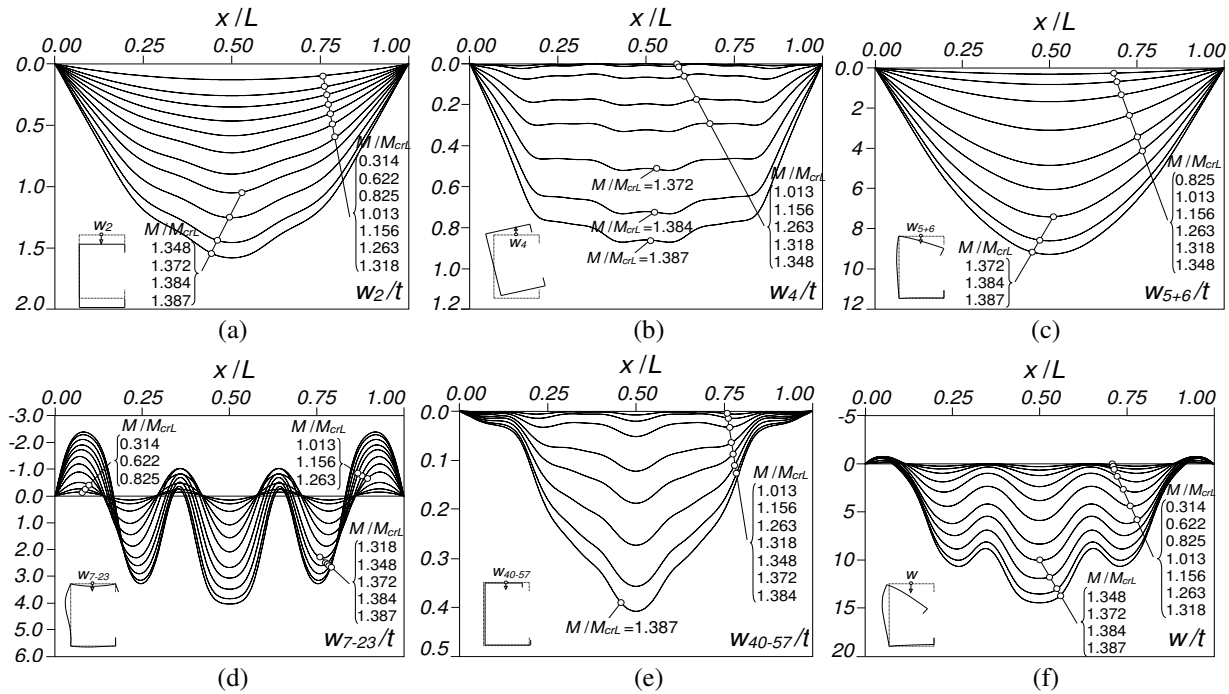 x/L
0.00 0.25 0.50 0.75 1.00
0.0
0.5
1.0
1.5
2.0
M/McrL
0.314
0.622
0.825
1.013
1.156
1.263
1.318
M/McrL
1.348
1.372
1.384
1.387
w2
w2/t
(a)
x/L
0.00 0.25 0.50 0.75 1.00
0.0
0.2
0.4
0.6
0.8
1.0
1.2
M/McrL=1.372
M/McrL=1.384
M/McrL=1.387
M/McrL
1.013
1.156
1.263
1.318
1.348
w4
w4/t
(b)
x/L
0.00 0.25 0.50 0.75 1.00
0.0
2
4
6
8
10
12
M/McrL
0.825
1.013
1.156
1.263
1.318
1.348
M/McrL
1.372
1.384
1.387
w5+6
w5+6/t
(c)
x/L
0.00 0.25 0.50 0.75 1.00
-3.0
-2.0
-1.0
0.0
1.0
2.0
3.0
4.0
5.0
6.0
M/McrL
0.314
0.622
0.825
M/McrL
1.013
1.156
1.263
M/McrL
1.318
1.348
1.372
1.384
1.387
w7-23
w7-23/t
(d)
x/L
0.00 0.25 0.50 0.75 1.00
0.0
0.1
0.2
0.3
0.4
0.5
M/McrL
1.013
1.156
1.263
1.318
1.348
1.372
1.384
M/McrL=1.387
w40-57
w40-57/t
(e)
x/L
0.00 0.25 0.50 0.75 1.00
-5
0
5
10
15
20
M/McrL
0.314
0.622
0.825
1.013
1.156
1.263
1.318
M/McrL
1.348
1.372
1.384
1.387
w
w/t
(f)